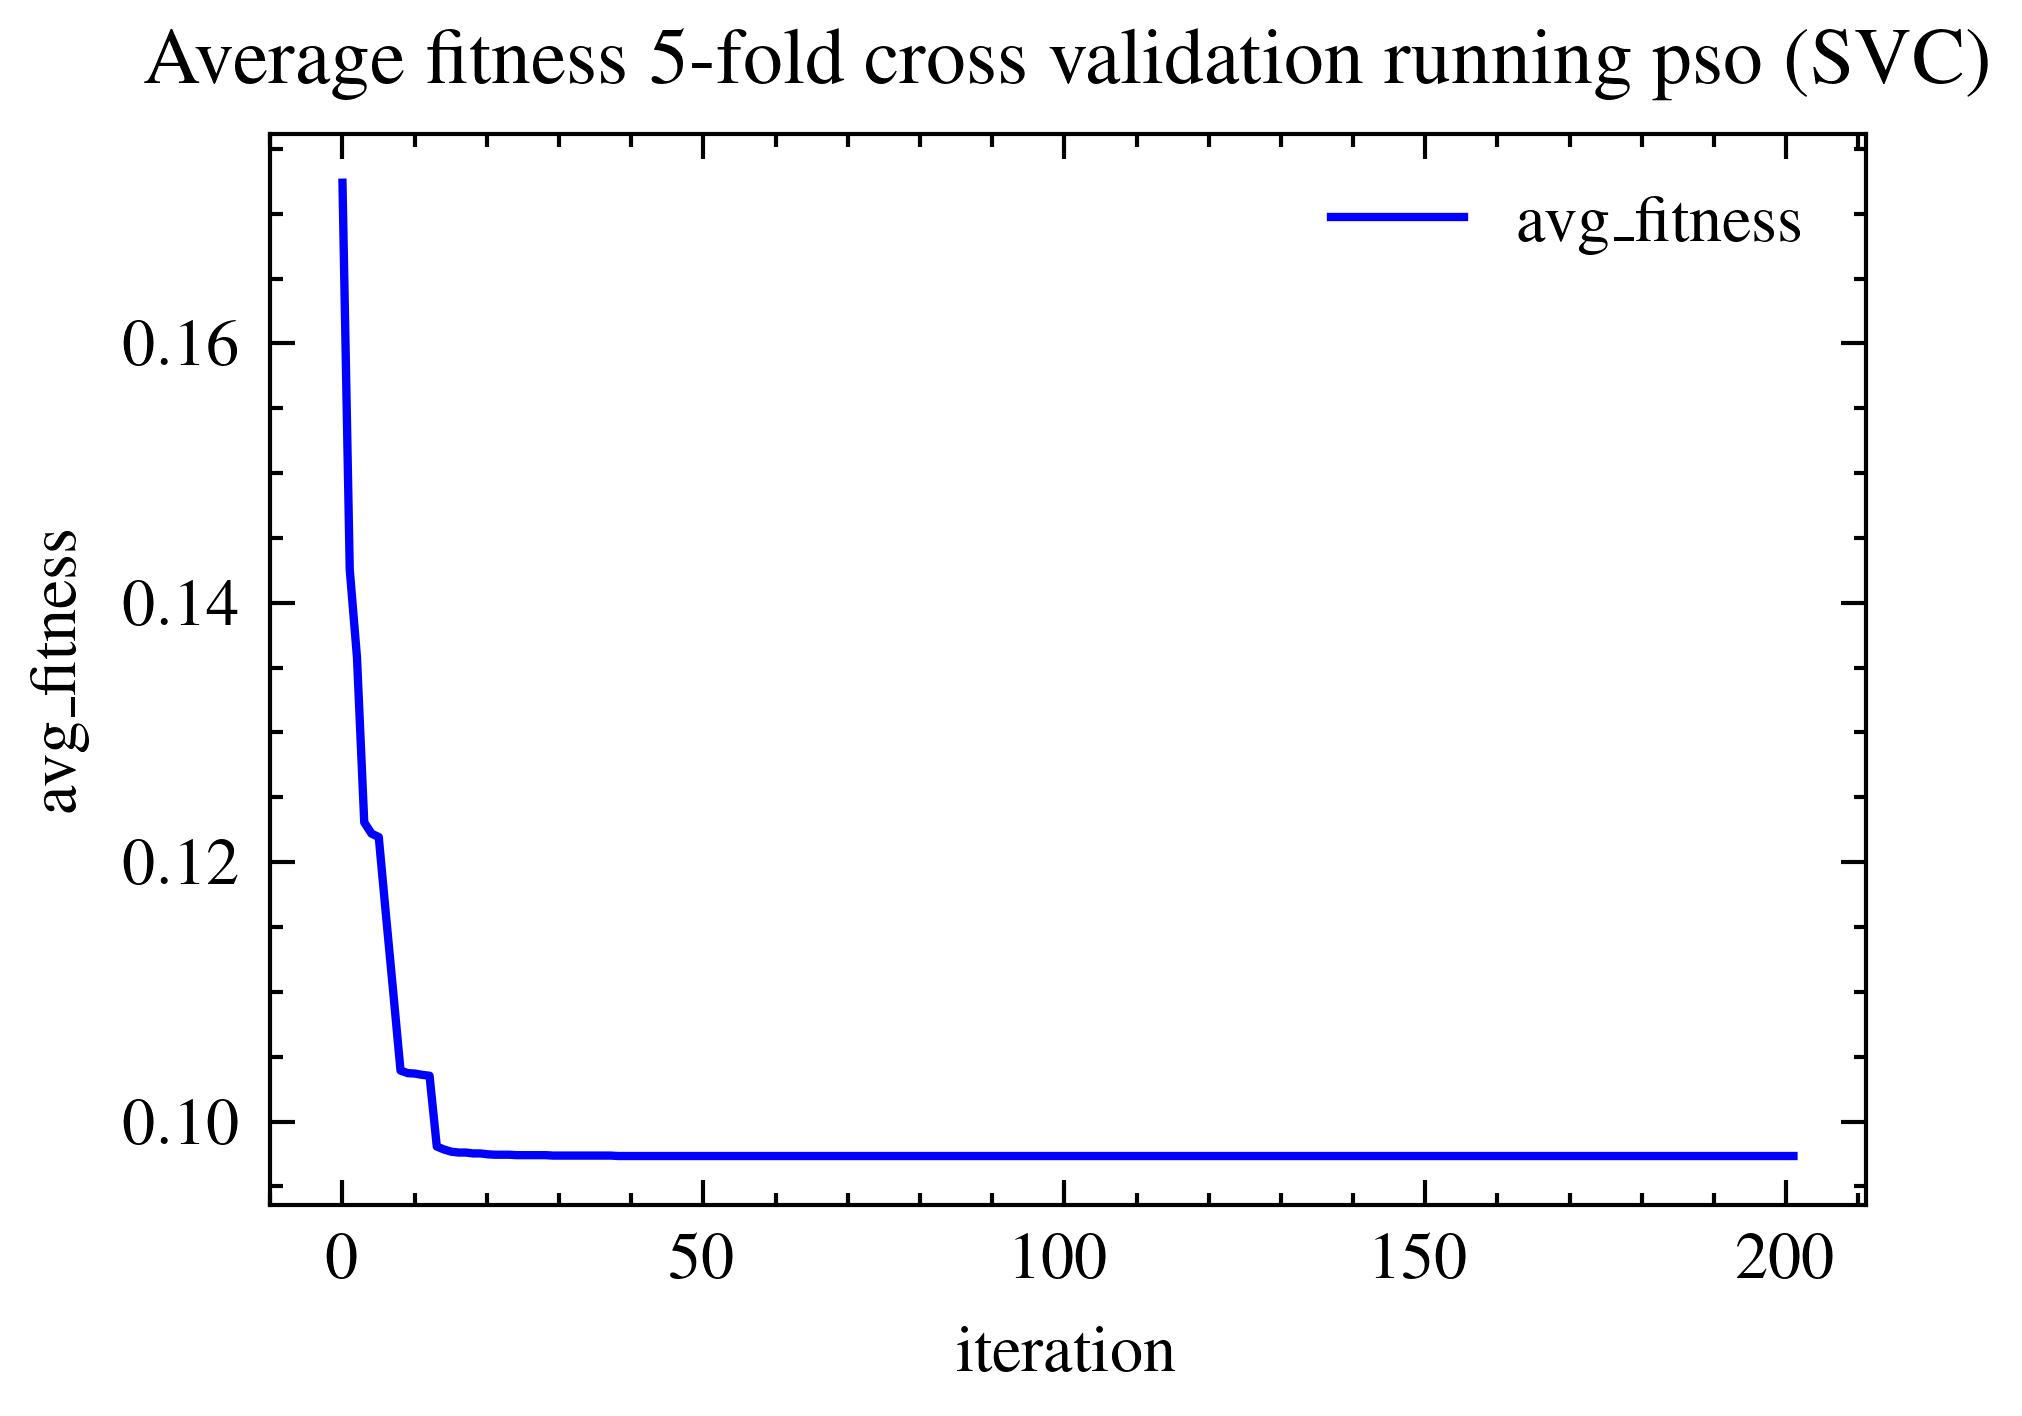 Average fitness 5-fold cross validation running pso (SVC)
avg_fitness
0.16
0.14
0.12
0.10
avg_fitness
0 50 100 150 200
iteration